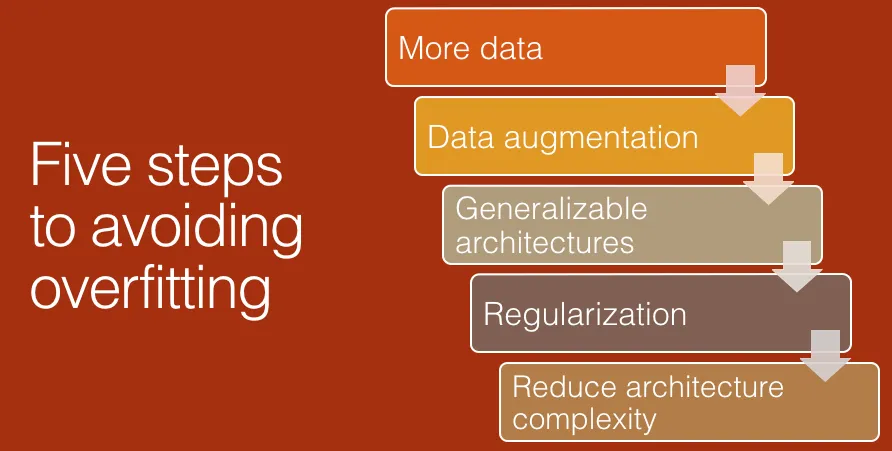 Five steps
to avoiding
overfitting
More data
Data augmentation
Generalizable
architectures
Regularization
Reduce architecture
complexity